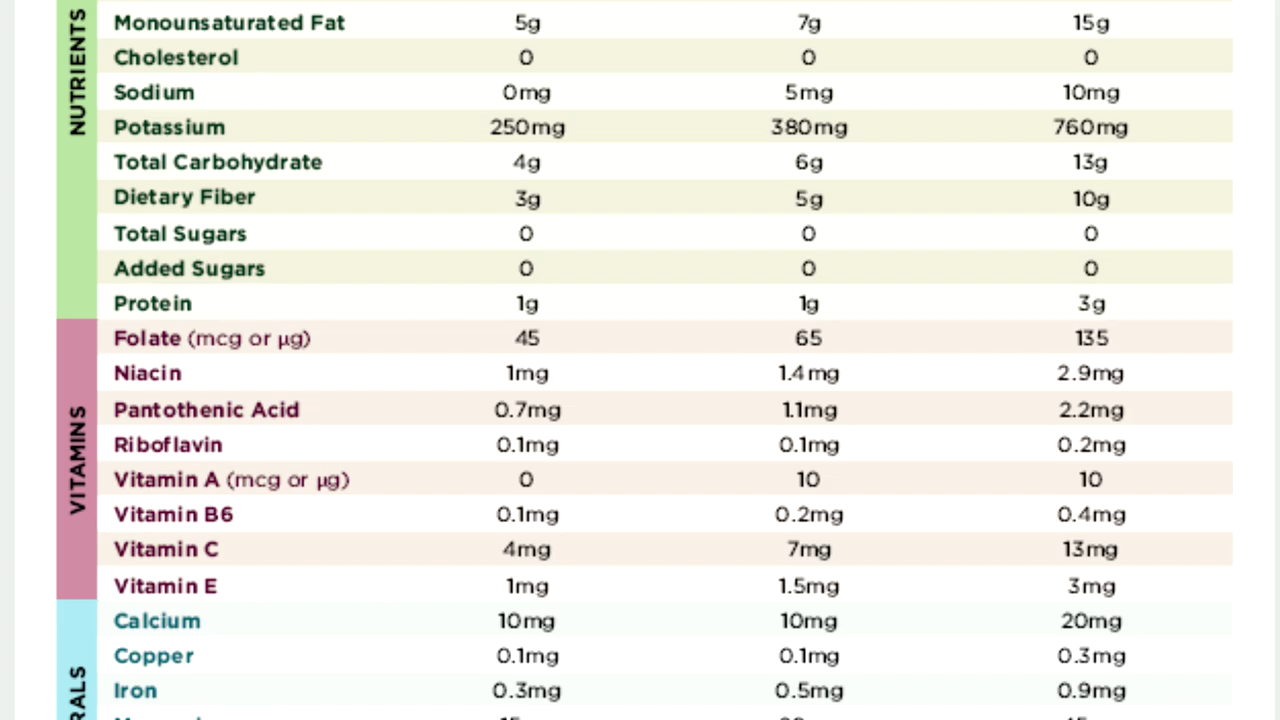 NUTRIENTS
Monounsaturated Fat 5g 7g 15g
Cholesterol 0 0 0
Sodium 0mg 5mg 10mg
Potassium 250mg 380mg 760mg
Total Carbohydrate 4g 6g 13g
Dietary Fiber 3g 5g 10g
Total Sugars 0 0 0
Added Sugars 0 0 0
Protein 1g 1g 3g
VITAMINS
Folate (mcg or µg) 45 65 135
Niacin 1mg 1.4mg 2.9mg
Pantothenic Acid 0.7mg 1.1mg 2.2mg
Riboflavin 0.1mg 0.1mg 0.2mg
Vitamin A (mcg or µg) 0 10 10
Vitamin B6 0.1mg 0.2mg 0.4mg
Vitamin C 4mg 7mg 13mg
Vitamin E 1mg 1.5mg 3mg
RALS
Calcium 10mg 10mg 20mg
Copper 0.1mg 0.1mg 0.3mg
Iron 0.3mg 0.5mg 0.9mg